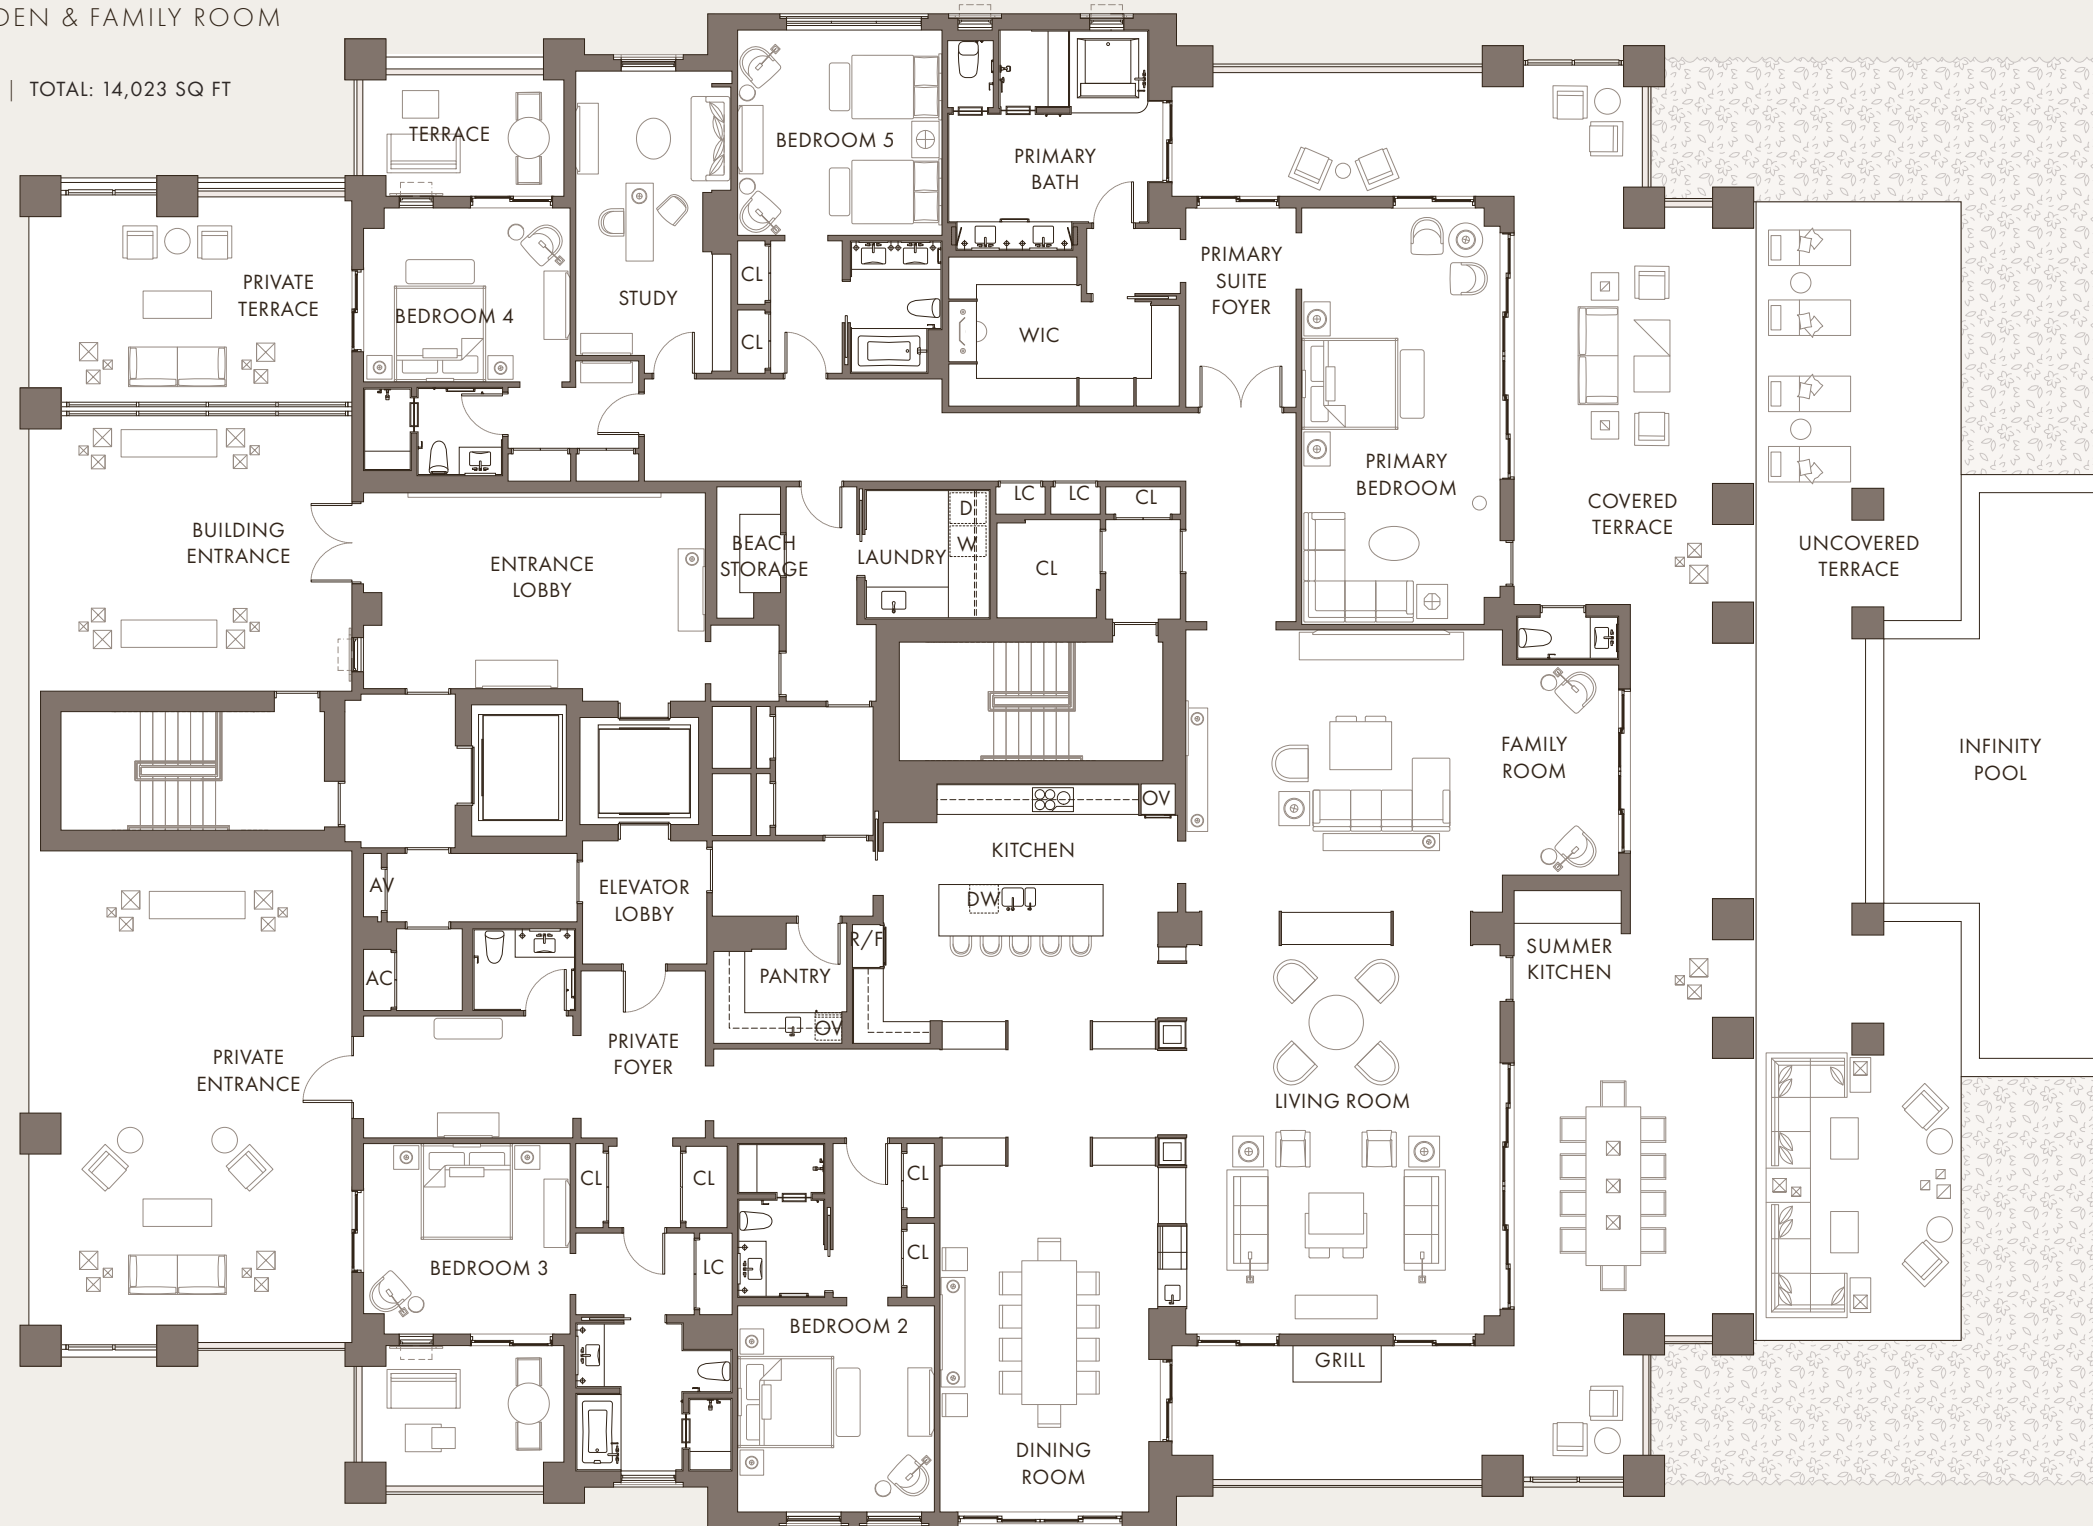 DEN & FAMILY ROOM
| TOTAL: 14,023 SQ FT
TERRACE
BEDROOM 5
PRIMARY
BATH
PRIVATE
TERRACE
BEDROOM 4
STUDY
CL
CL
WIC
PRIMARY
SUITE
FOYER
PRIMARY
BEDROOM
COVERED
TERRACE
UNCOVERED
TERRACE
BUILDING
ENTRANCE
ENTRANCE
LOBBY
BEACH
STORAGE
LAUNDRY
D
W
LC
LC
CL
CL
FAMILY
ROOM
INFINITY
POOL
OV
KITCHEN
DW
AV
ELEVATOR
LOBBY
R/F
AC
PANTRY
OV
SUMMER
KITCHEN
PRIVATE
ENTRANCE
PRIVATE
FOYER
LIVING ROOM
CL
CL
CL
CL
LC
BEDROOM 3
BEDROOM 2
GRILL
DINING
ROOM